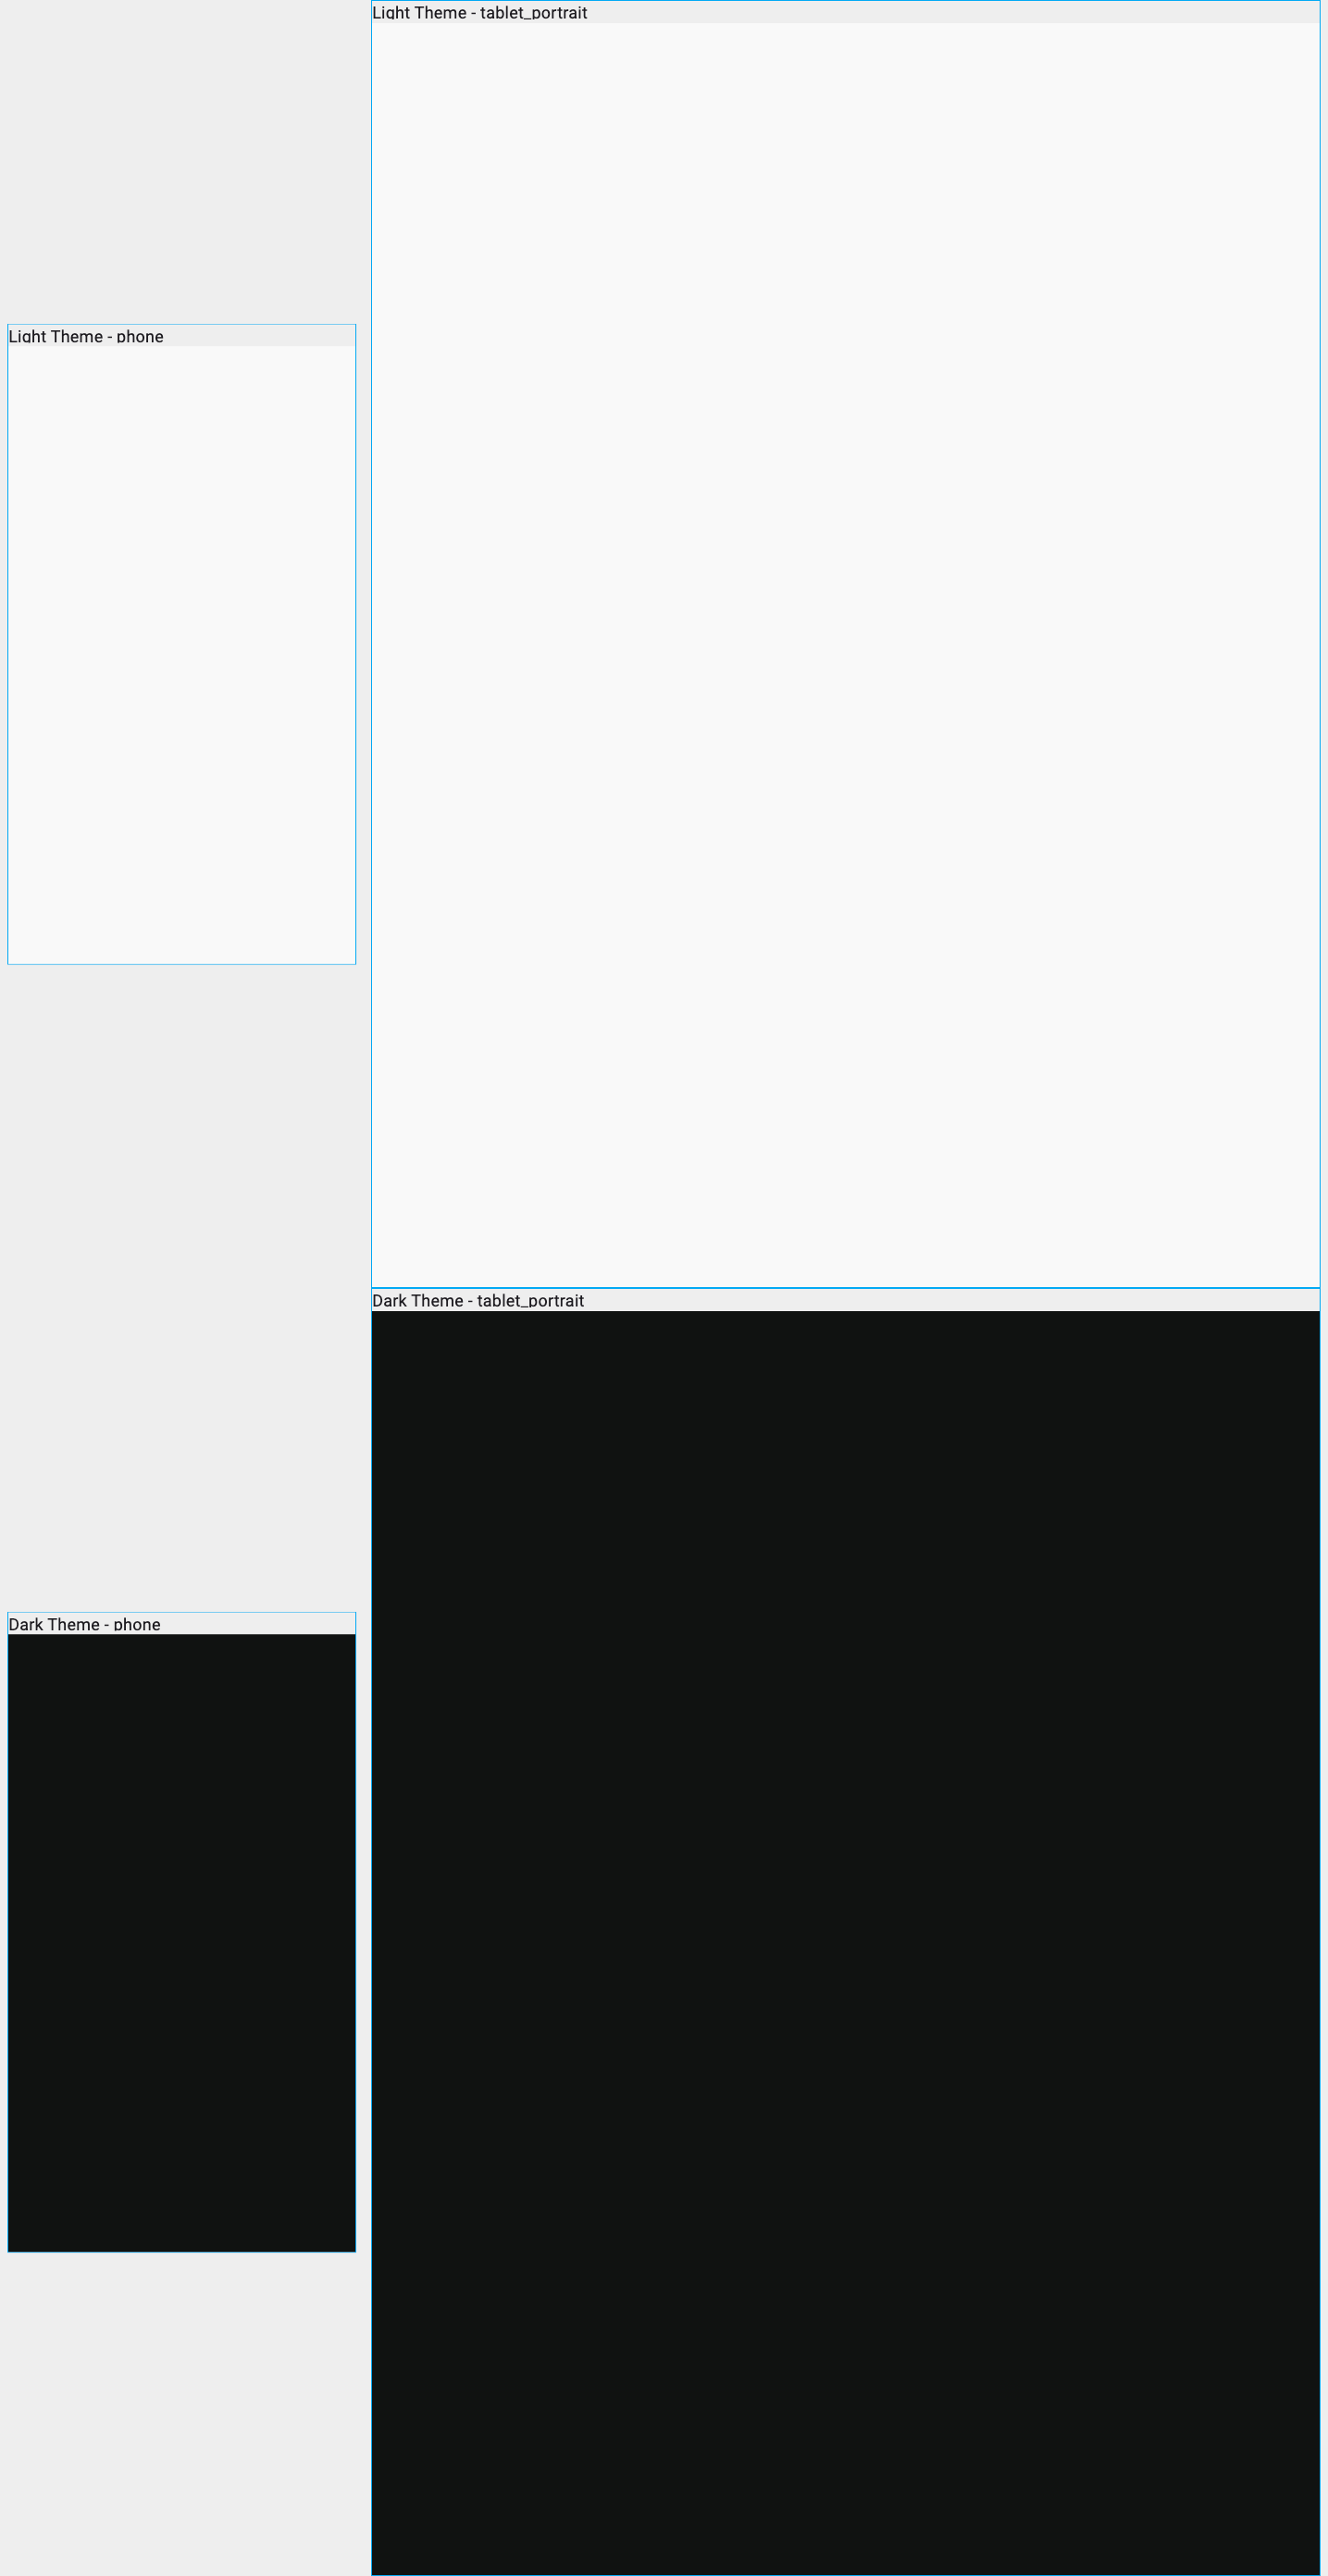 Light Theme - tablet_portrait
Light Theme - phone
Dark Theme - tablet_portrait
Dark Theme - phone